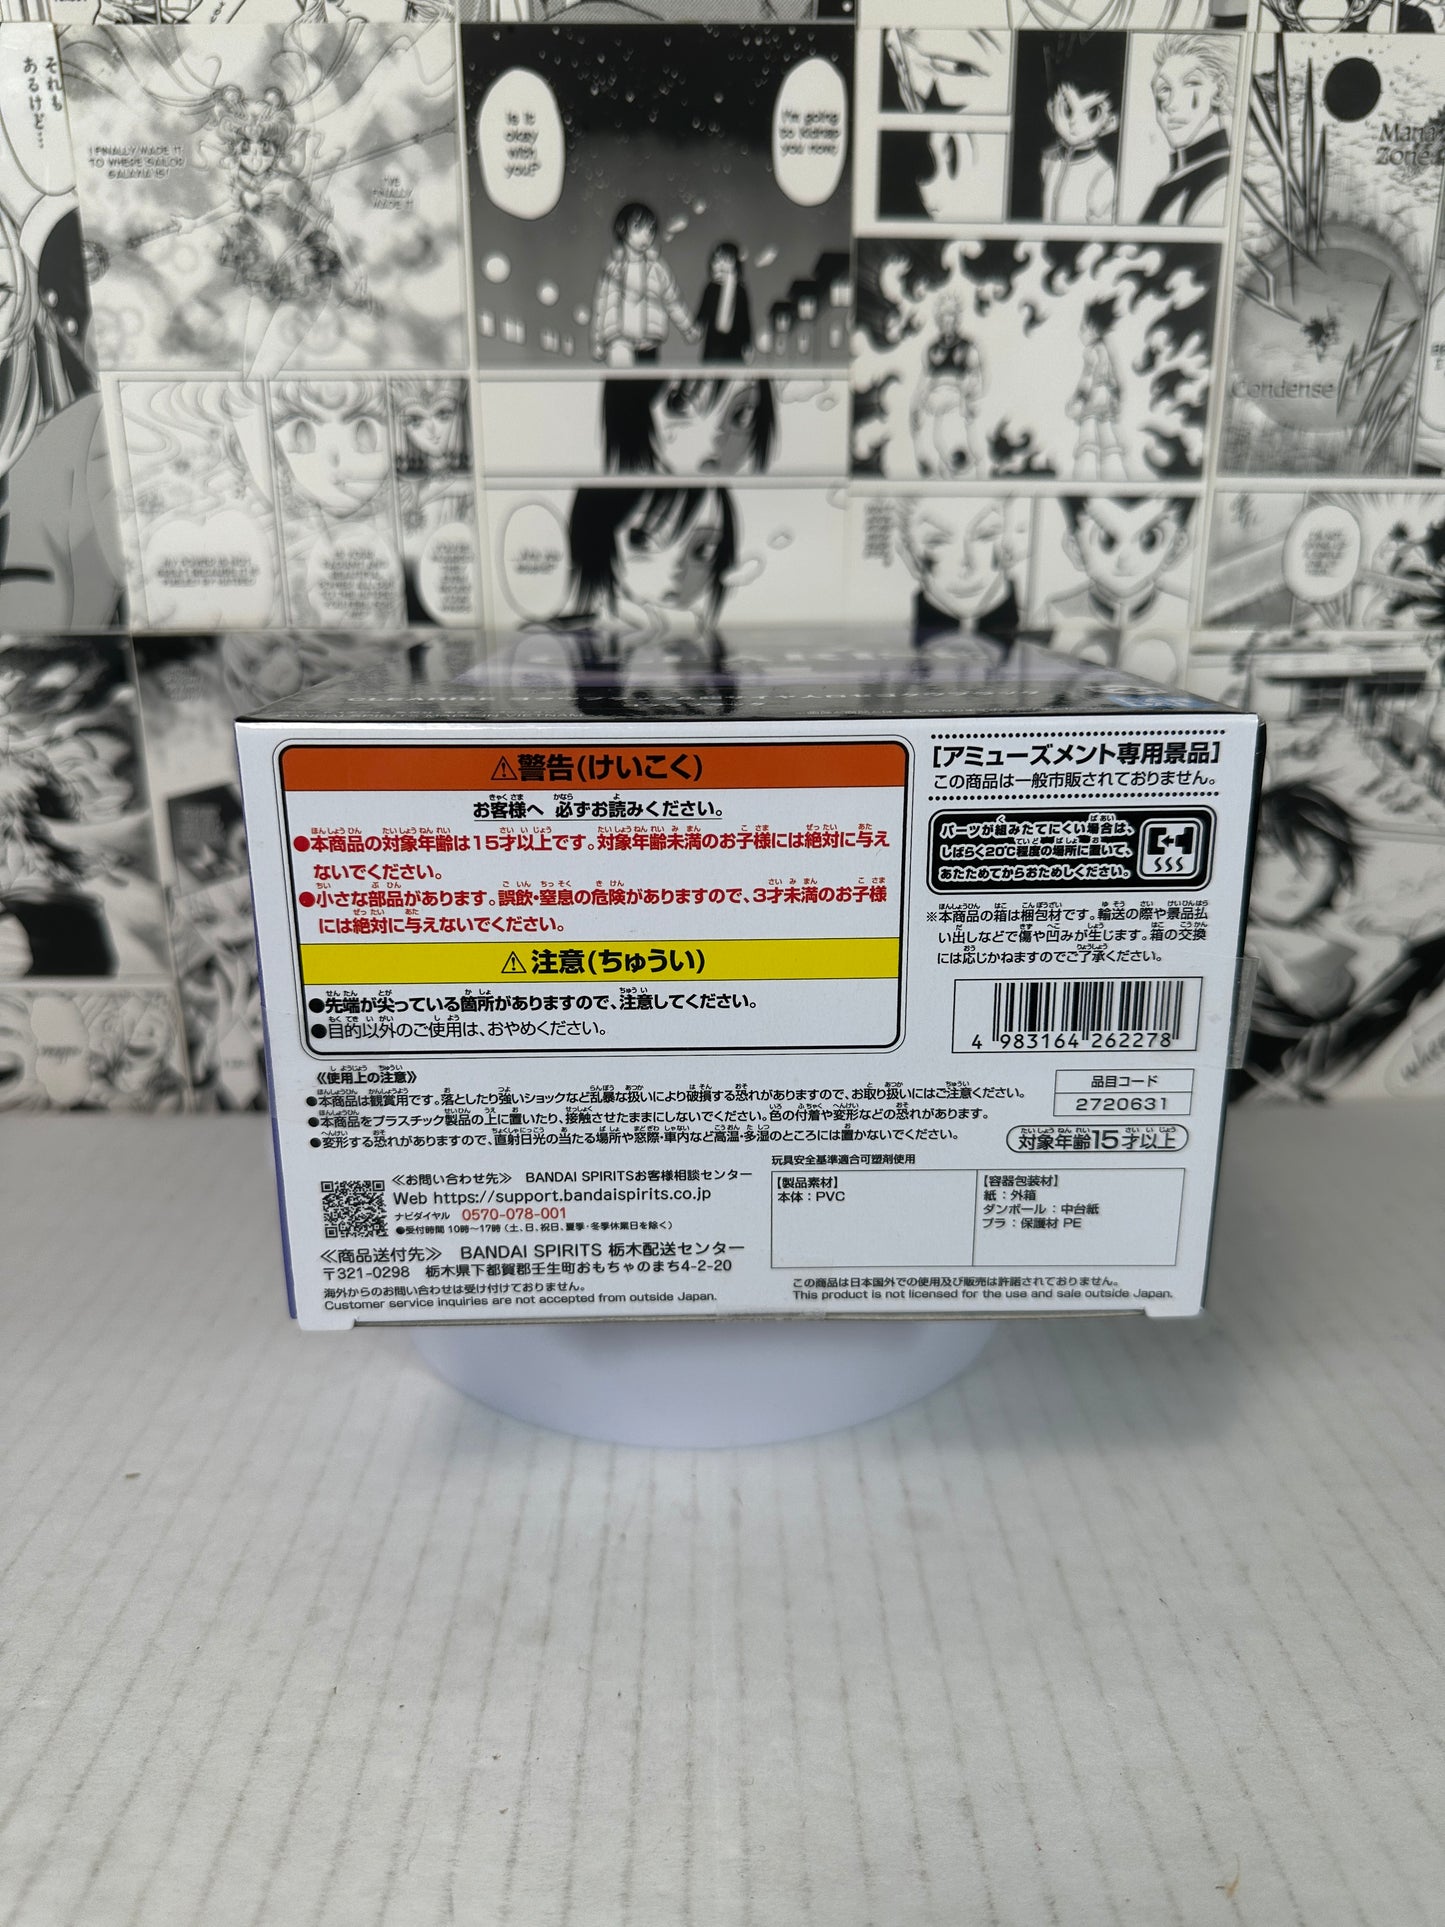 それも
あるけど…
I FINALLY MADE IT
TO WHERE SAILOR
GALAXIA IS!
I'VE
FINALLY
MADE IT
Is it
okay
with
you?
I'm going
to kidnap
you now.
Mana
Zone
Condense
⚠警告(けいこく)
お客様へ 必ずお読みください。
●本商品の対象年齢は15才以上です。対象年齢未満のお子様には絶対に与え
ないでください。
●小さな部品があります。誤飲・窒息の危険がありますので、3才未満のお子様
には絶対に与えないでください。
⚠注意(ちゅうい)
●先端が尖っている箇所がありますので、注意してください。
●目的以外のご使用は、おやめください。
[アミューズメント専用景品]
この商品は一般市販されておりません。
パーツが組みたてにくい場合は、
しばらく20℃程度の場所に置いて、
あたためてからおためしください。
※本商品の箱は梱包材です。輸送の際や景品払
い出しなどで傷や凹みが生じます。箱の交換
には応じかねますのでご了承ください。
4 983164 262278
品目コード
2720631
対象年齢15才以上
≪使用上の注意≫
●本商品は観賞用です。落としたり強いショックなど乱暴な扱いにより破損する恐れがありますので、お取り扱いにはご注意ください。
●本商品をプラスチック製品の上に置いたり、接触させたままにしないでください。色の付着や変形などの恐れがあります。
●変形する恐れがありますので、直射日光の当たる場所や窓際・車内など高温・多湿のところには置かないでください。
≪お問い合わせ先≫ BANDAI SPIRITSお客様相談センター
Web https://support.bandaispirits.co.jp
ナビダイヤル 0570-078-001
●受付時間 10時〜17時(土、日、祝日、夏季・冬季休業日を除く)
≪商品送付先≫ BANDAI SPIRITS 栃木配送センター
〒321-0298 栃木県下都賀郡壬生町おもちゃのまち4-2-20
海外からのお問い合わせは受け付けておりません。
Customer service inquiries are not accepted from outside Japan.
玩具安全基準適合可塑剤使用
【製品素材】
本体：PVC
【容器包装材】
紙：外箱
ダンボール：中台紙
プラ：保護材 PE
この商品は日本国外での使用及び販売は許諾されておりません。
This product is not licensed for the use and sale outside Japan.